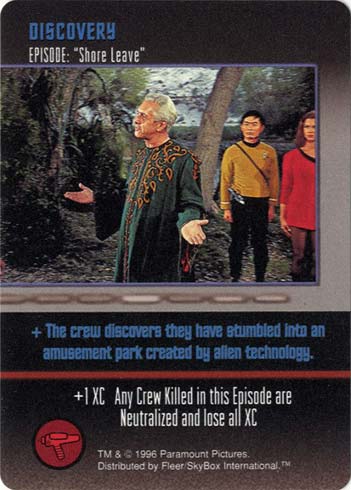 DISCOVERY
EPISODE: "Shore Leave"
+ The crew discovers they have stumbled into an
amusement park created by alien technology.
+1 XC Any Crew Killed in this Episode are
Neutralized and lose all XC
TM & © 1996 Paramount Pictures.
Distributed by Fleer/SkyBox International.™